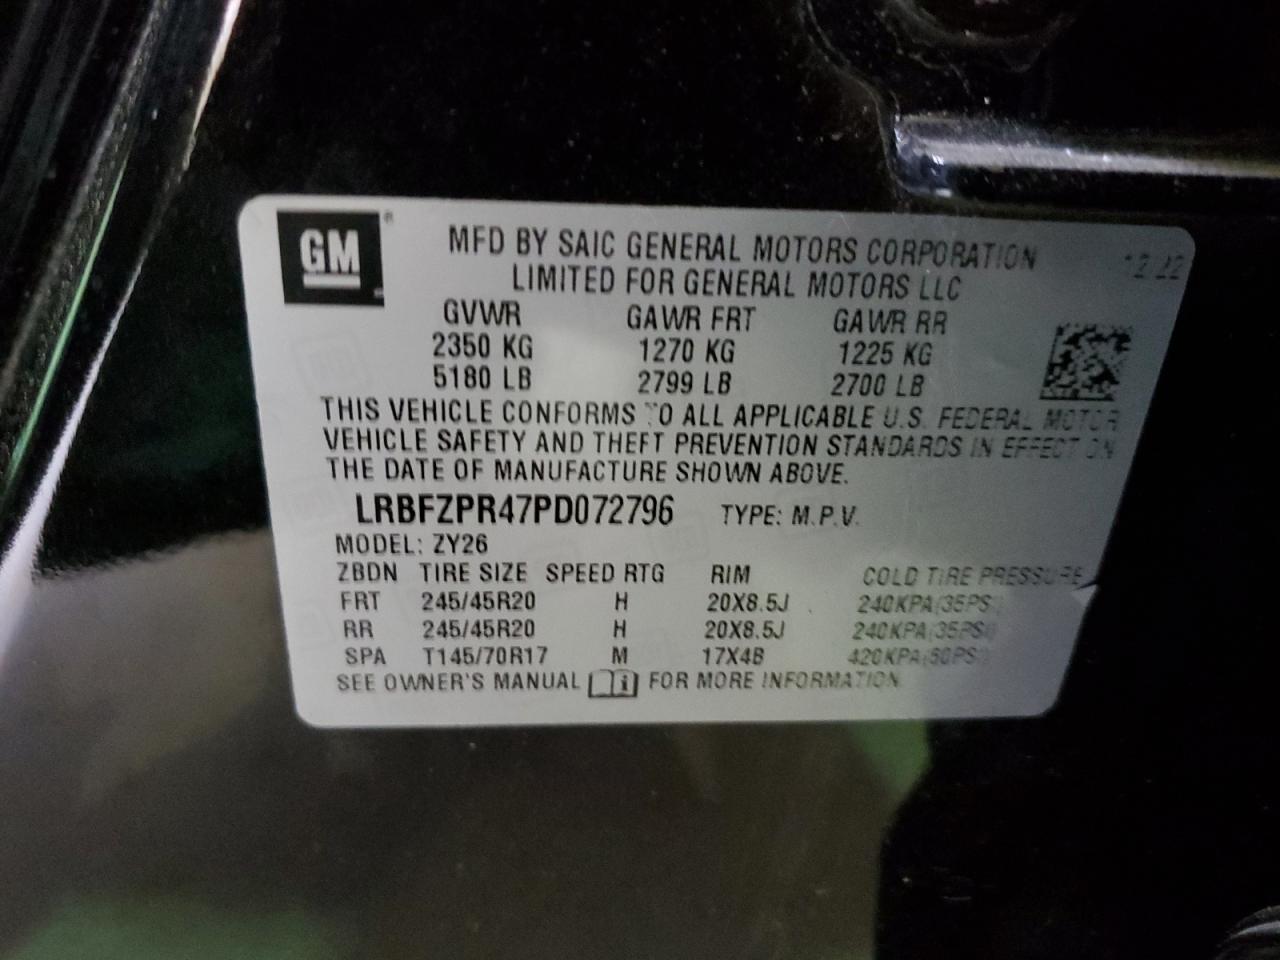 GM
MFD BY SAIC GENERAL MOTORS CORPORATION
LIMITED FOR GENERAL MOTORS LLC
12/22
GVWR GAWR FRT GAWR RR
2350 KG 1270 KG 1225 KG
5180 LB 2799 LB 2700 LB
THIS VEHICLE CONFORMS TO ALL APPLICABLE U.S. FEDERAL MOTOR
VEHICLE SAFETY AND THEFT PREVENTION STANDARDS IN EFFECT ON
THE DATE OF MANUFACTURE SHOWN ABOVE.
LRBFZPR47PD072796 TYPE: M.P.V.
MODEL: ZY26
ZBDN TIRE SIZE SPEED RTG RIM COLD TIRE PRESSURE
FRT 245/45R20 H 20X8.5J 240KPA(35PSI)
RR 245/45R20 H 20X8.5J 240KPA(35PSI)
SPA T145/70R17 M 17X4B 420KPA(60PSI)
SEE OWNER'S MANUAL FOR MORE INFORMATION